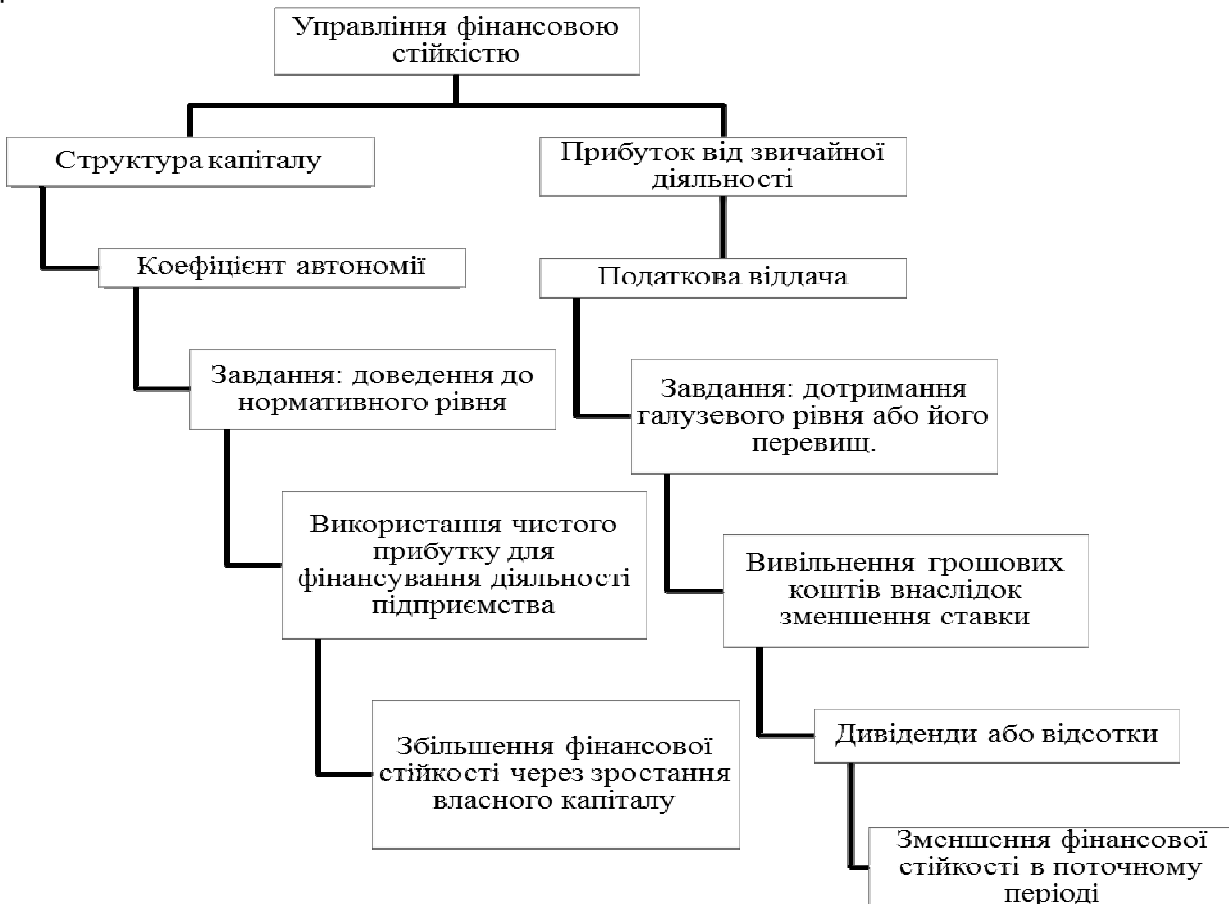 Управління фінансовою
стійкістю
Структура капіталу
Прибуток від звичайної
діяльності
Коефіцієнт автономії
Податкова віддача
Завдання: доведення до
нормативного рівня
Завдання: дотримання
галузевого рівня або його
перевищ.
Використання чистого
прибутку для
фінансування діяльності
підприємства
Вивільнення грошових
коштів внаслідок
зменшення ставки
Збільшення фінансової
стійкості через зростання
власного капіталу
Дивіденди або відсотки
Зменшення фінансової
стійкості в поточному
періоді